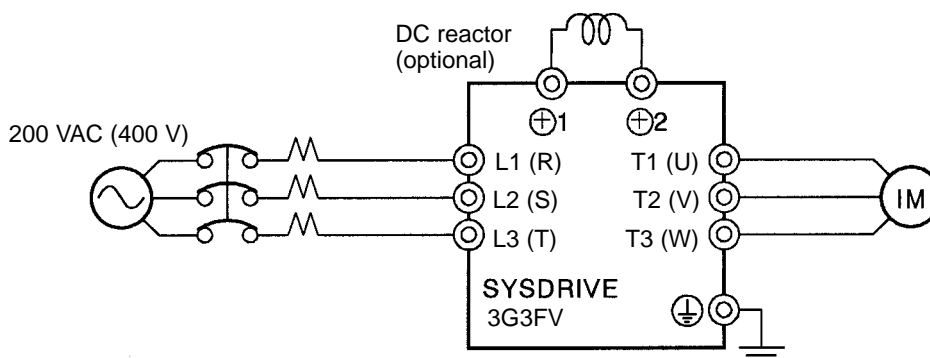 DC reactor
(optional)
⊕1 ⊕2
200 VAC (400 V)
L1 (R) T1 (U)
L2 (S) T2 (V)
L3 (T) T3 (W)
IM
SYSDRIVE
3G3FV